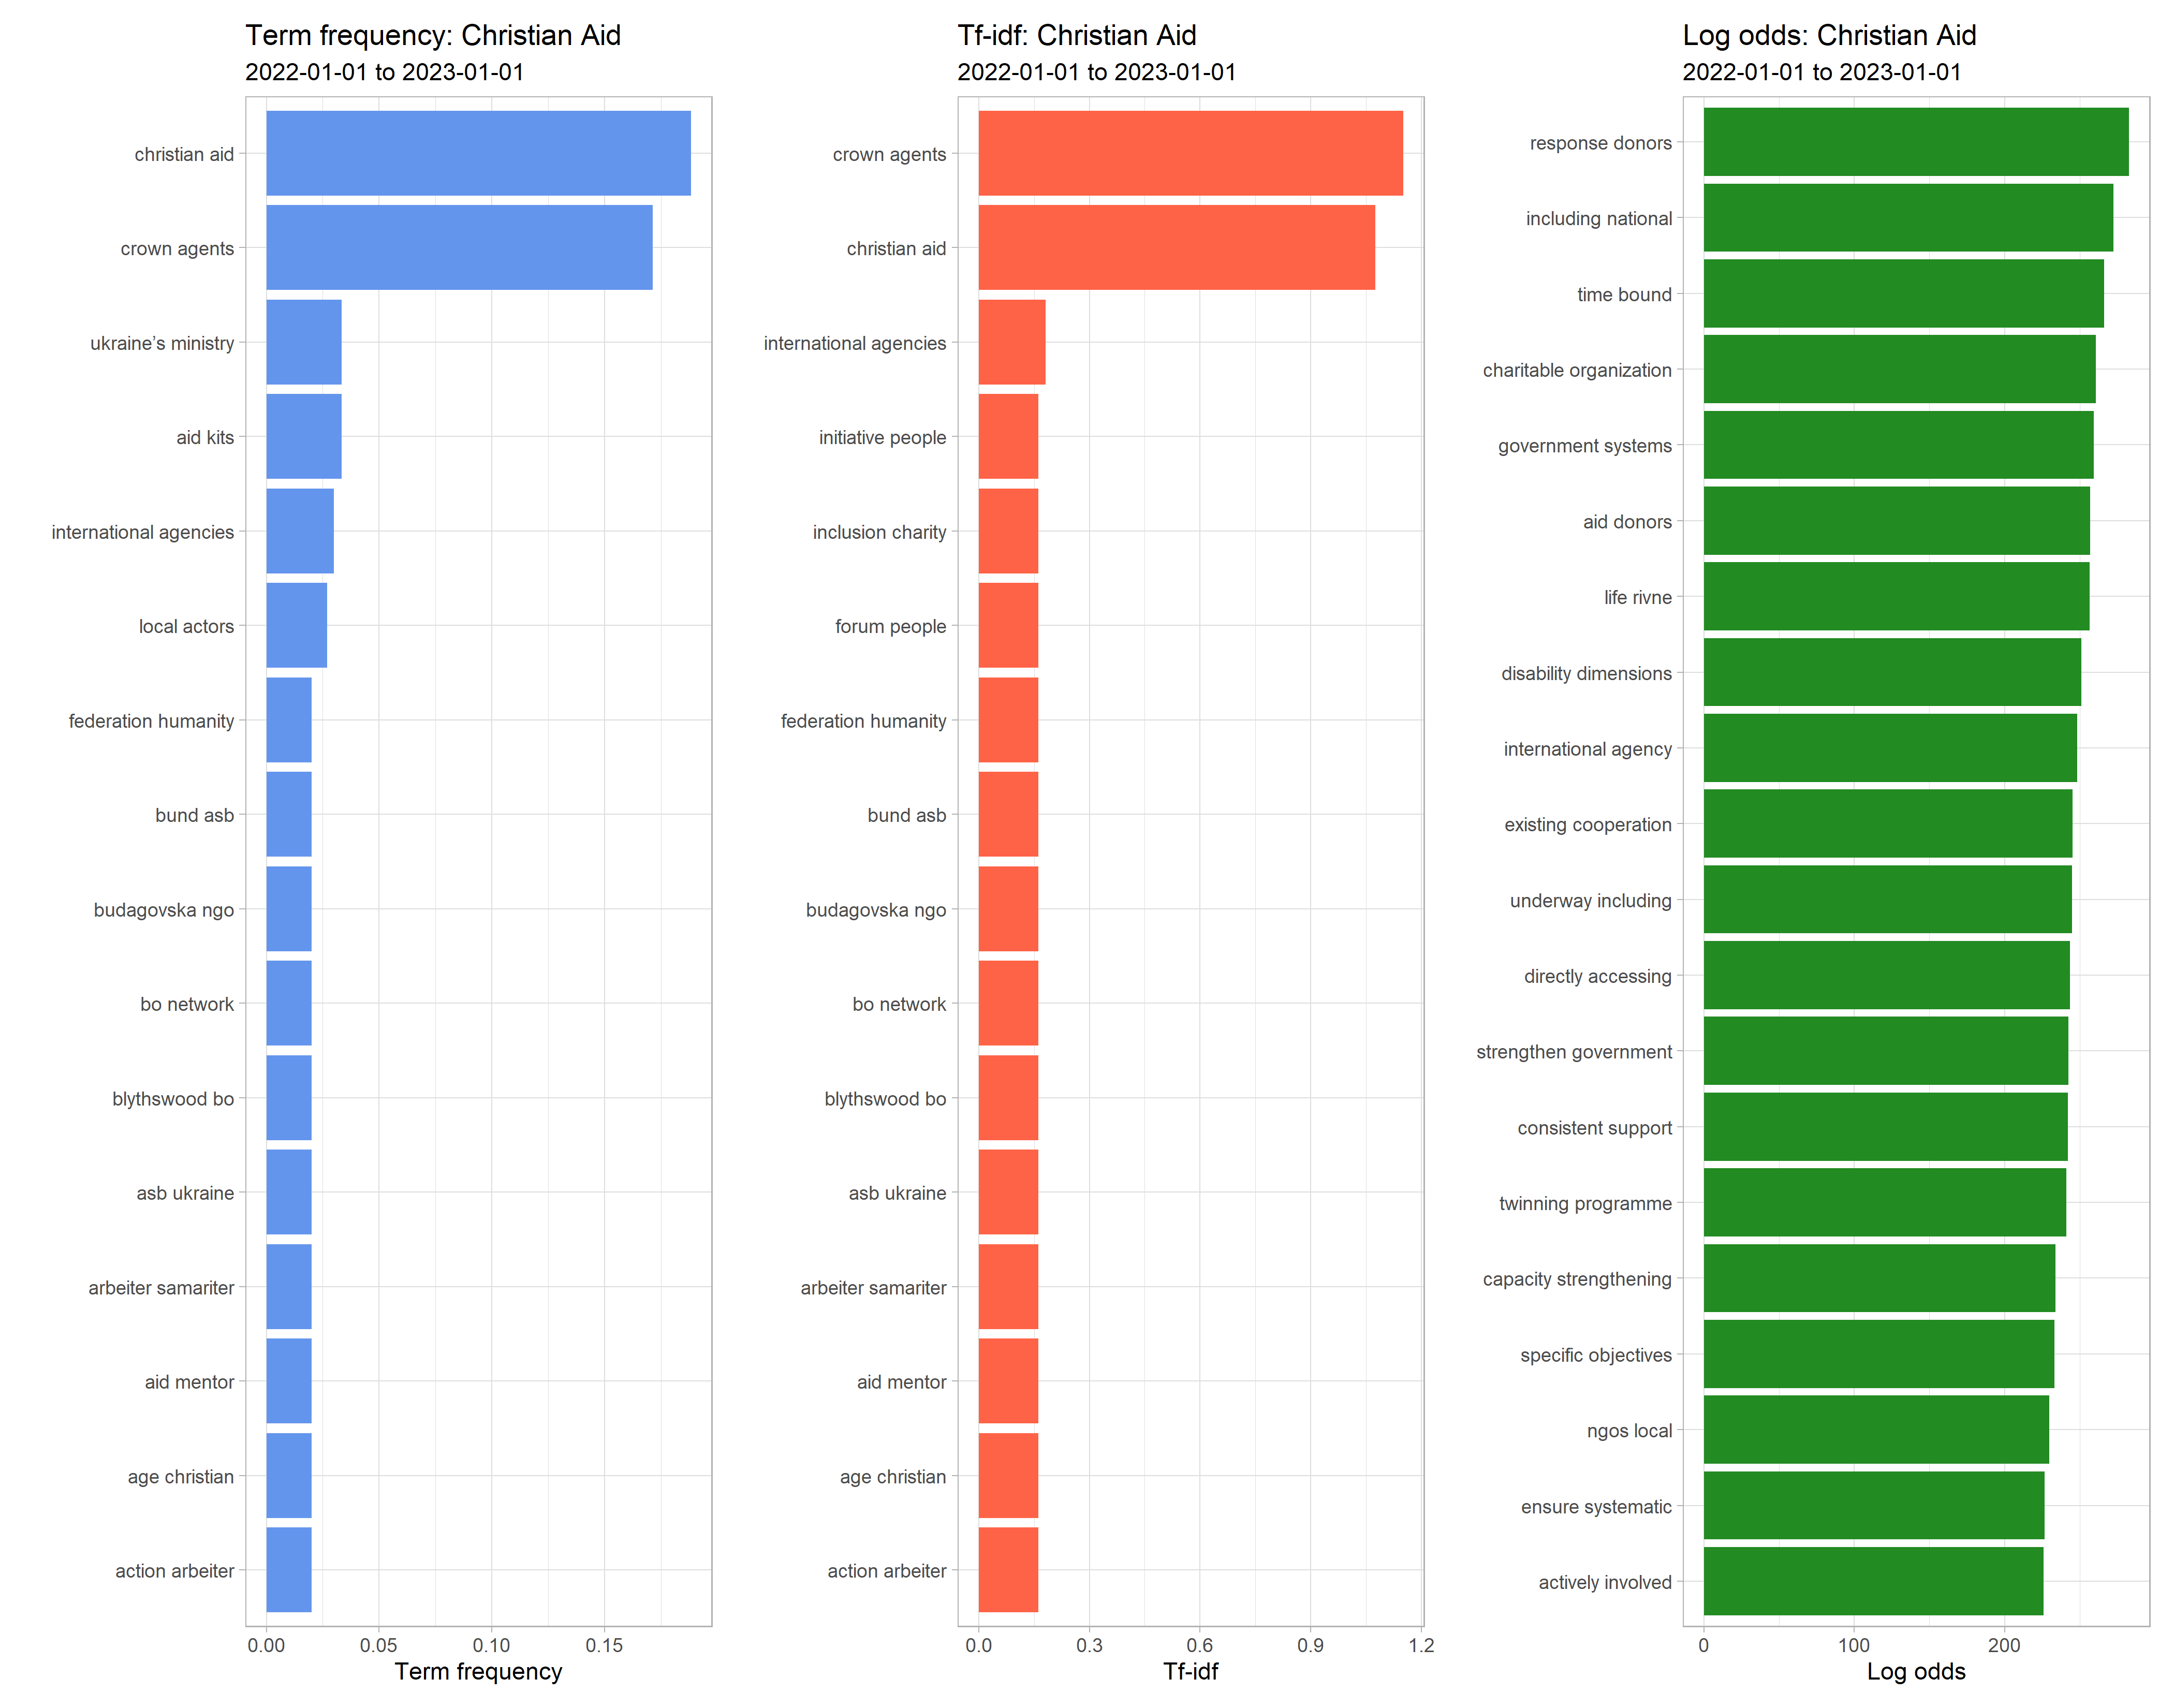 Term frequency: Christian Aid
2022-01-01 to 2023-01-01
christian aid
crown agents
ukraine’s ministry
aid kits
international agencies
local actors
federation humanity
bund asb
budagovska ngo
bo network
blythswood bo
asb ukraine
arbeiter samariter
aid mentor
age christian
action arbeiter
0.00 0.05 0.10 0.15
Term frequency
Tf-idf: Christian Aid
2022-01-01 to 2023-01-01
crown agents
christian aid
international agencies
initiative people
inclusion charity
forum people
federation humanity
bund asb
budagovska ngo
bo network
blythswood bo
asb ukraine
arbeiter samariter
aid mentor
age christian
action arbeiter
0.0 0.3 0.6 0.9 1.2
Tf-idf
Log odds: Christian Aid
2022-01-01 to 2023-01-01
response donors
including national
time bound
charitable organization
government systems
aid donors
life rivne
disability dimensions
international agency
existing cooperation
underway including
directly accessing
strengthen government
consistent support
twinning programme
capacity strengthening
specific objectives
ngos local
ensure systematic
actively involved
0 100 200
Log odds